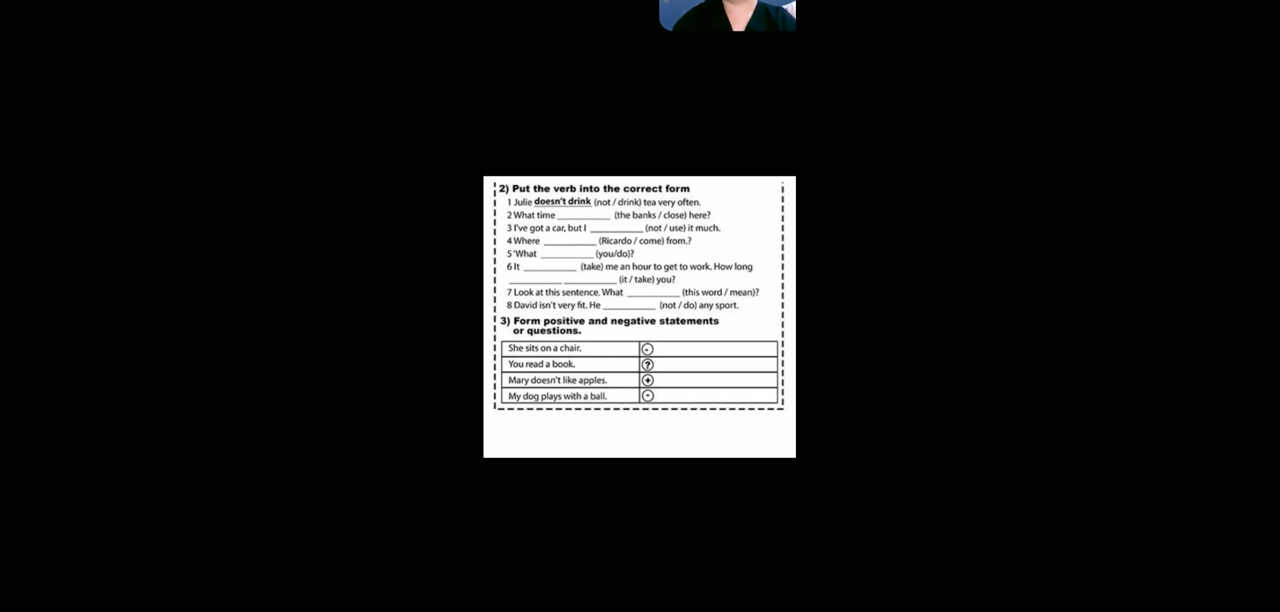 2) Put the verb into the correct form
1 Julie doesn't drink (not / drink) tea very often.
2 What time __________ (the banks / close) here?
3 I've got a car, but I __________ (not / use) it much.
4 Where __________ (Ricardo / come) from.?
5 'What __________ (you/do)?
6 It __________ (take) me an hour to get to work. How long
__________ __________ (it / take) you?
7 Look at this sentence. What __________ (this word / mean)?
8 David isn't very fit. He __________ (not / do) any sport.
3) Form positive and negative statements
or questions.
She sits on a chair. -
You read a book. ?
Mary doesn't like apples. +
My dog plays with a ball. -